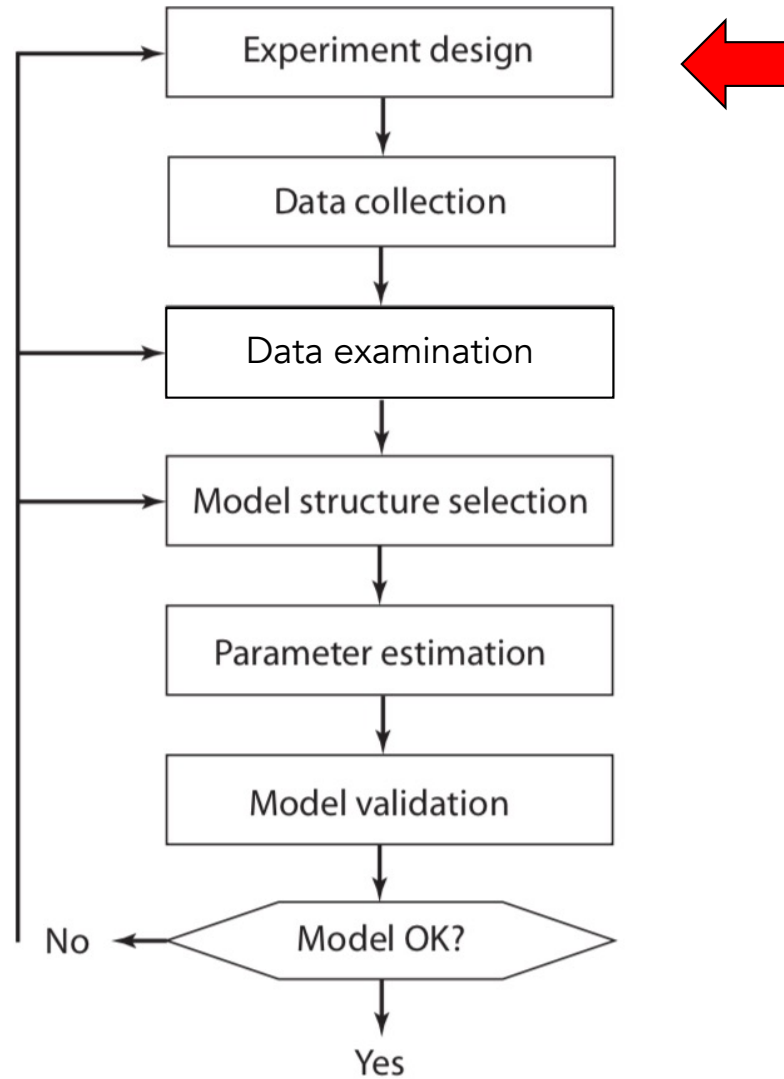 Experiment design
Data collection
Data examination
Model structure selection
Parameter estimation
Model validation
No
Model OK?
Yes